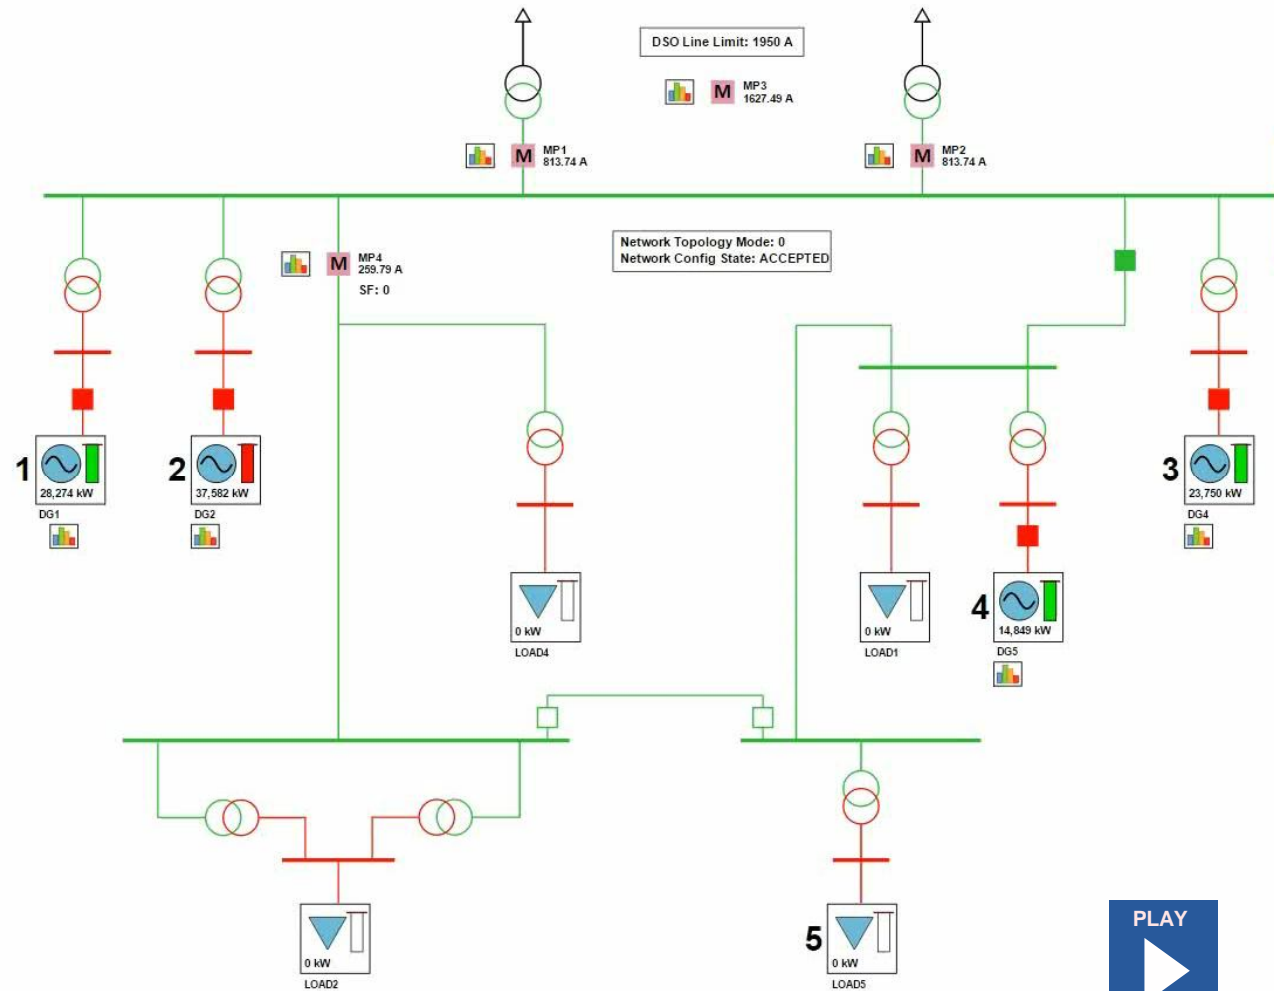 DSO Line Limit: 1950 A
M
MP3
1627.49 A
M
MP1
813.74 A
M
MP2
813.74 A
M
MP4
259.79 A
SF: 0
Network Topology Mode: 0
Network Config State: ACCEPTED
1
28,274 kW
DG1
2
37,582 kW
DG2
3
23,750 kW
DG4
0 kW
LOAD4
0 kW
LOAD1
4
14,849 kW
DG5
0 kW
LOAD2
5
0 kW
LOAD5
PLAY